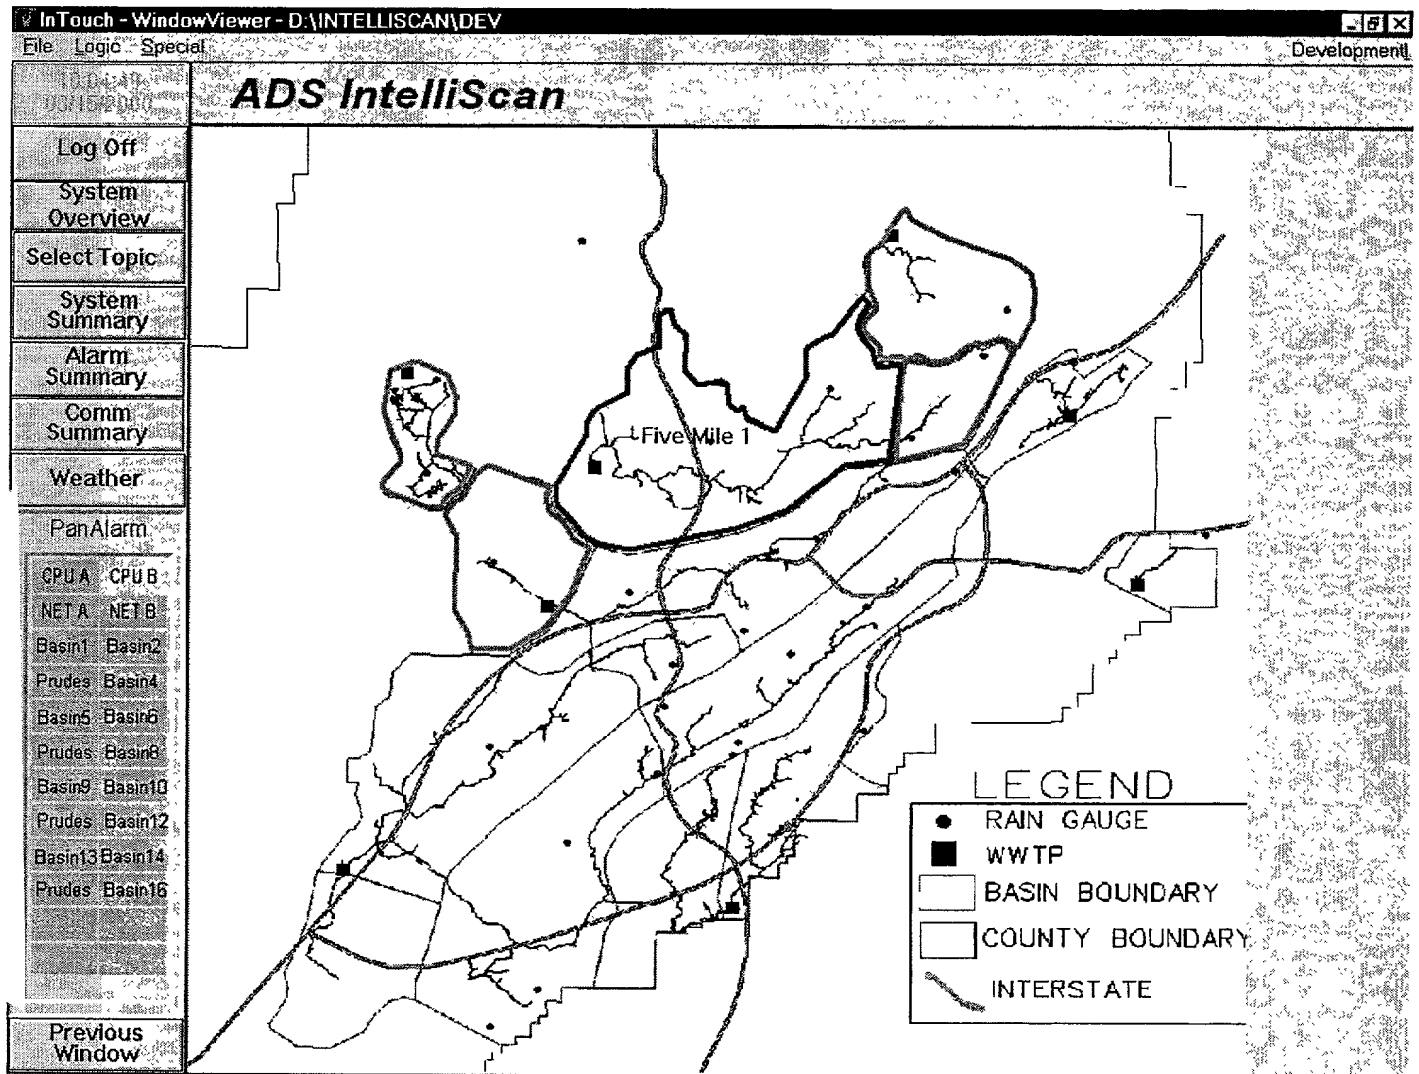 InTouch - WindowViewer - D:\INTELLISCAN\DEV
File Logic Special
Development
ADS IntelliScan
Log Off
System
Overview
Select Topic
System
Summary
Alarm
Summary
Comm
Summary
Weather
PanAlarm
CPU A CPU B
NET A NET B
Basin1 Basin2
Prudes Basin4
Basin5 Basin6
Prudes Basin8
Basin9 Basin10
Prudes Basin12
Basin13 Basin14
Prudes Basin16
Previous
Window
Five Mile 1
LEGEND
RAIN GAUGE
WWTP
BASIN BOUNDARY
COUNTY BOUNDARY
INTERSTATE